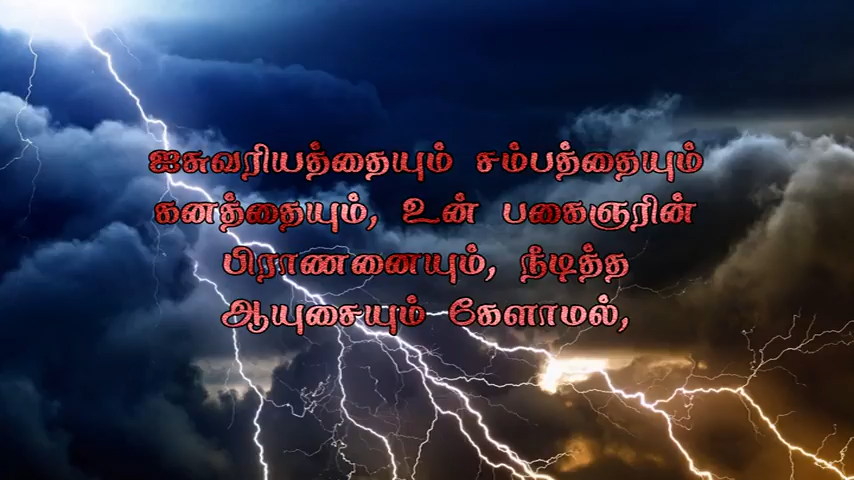 ஐசுவரியத்தையும் சம்பத்தையும்
கனத்தையும், உன் பகைஞரின்
பிராணனையும், நீடித்த
ஆயுசையும் கேளாமல்,